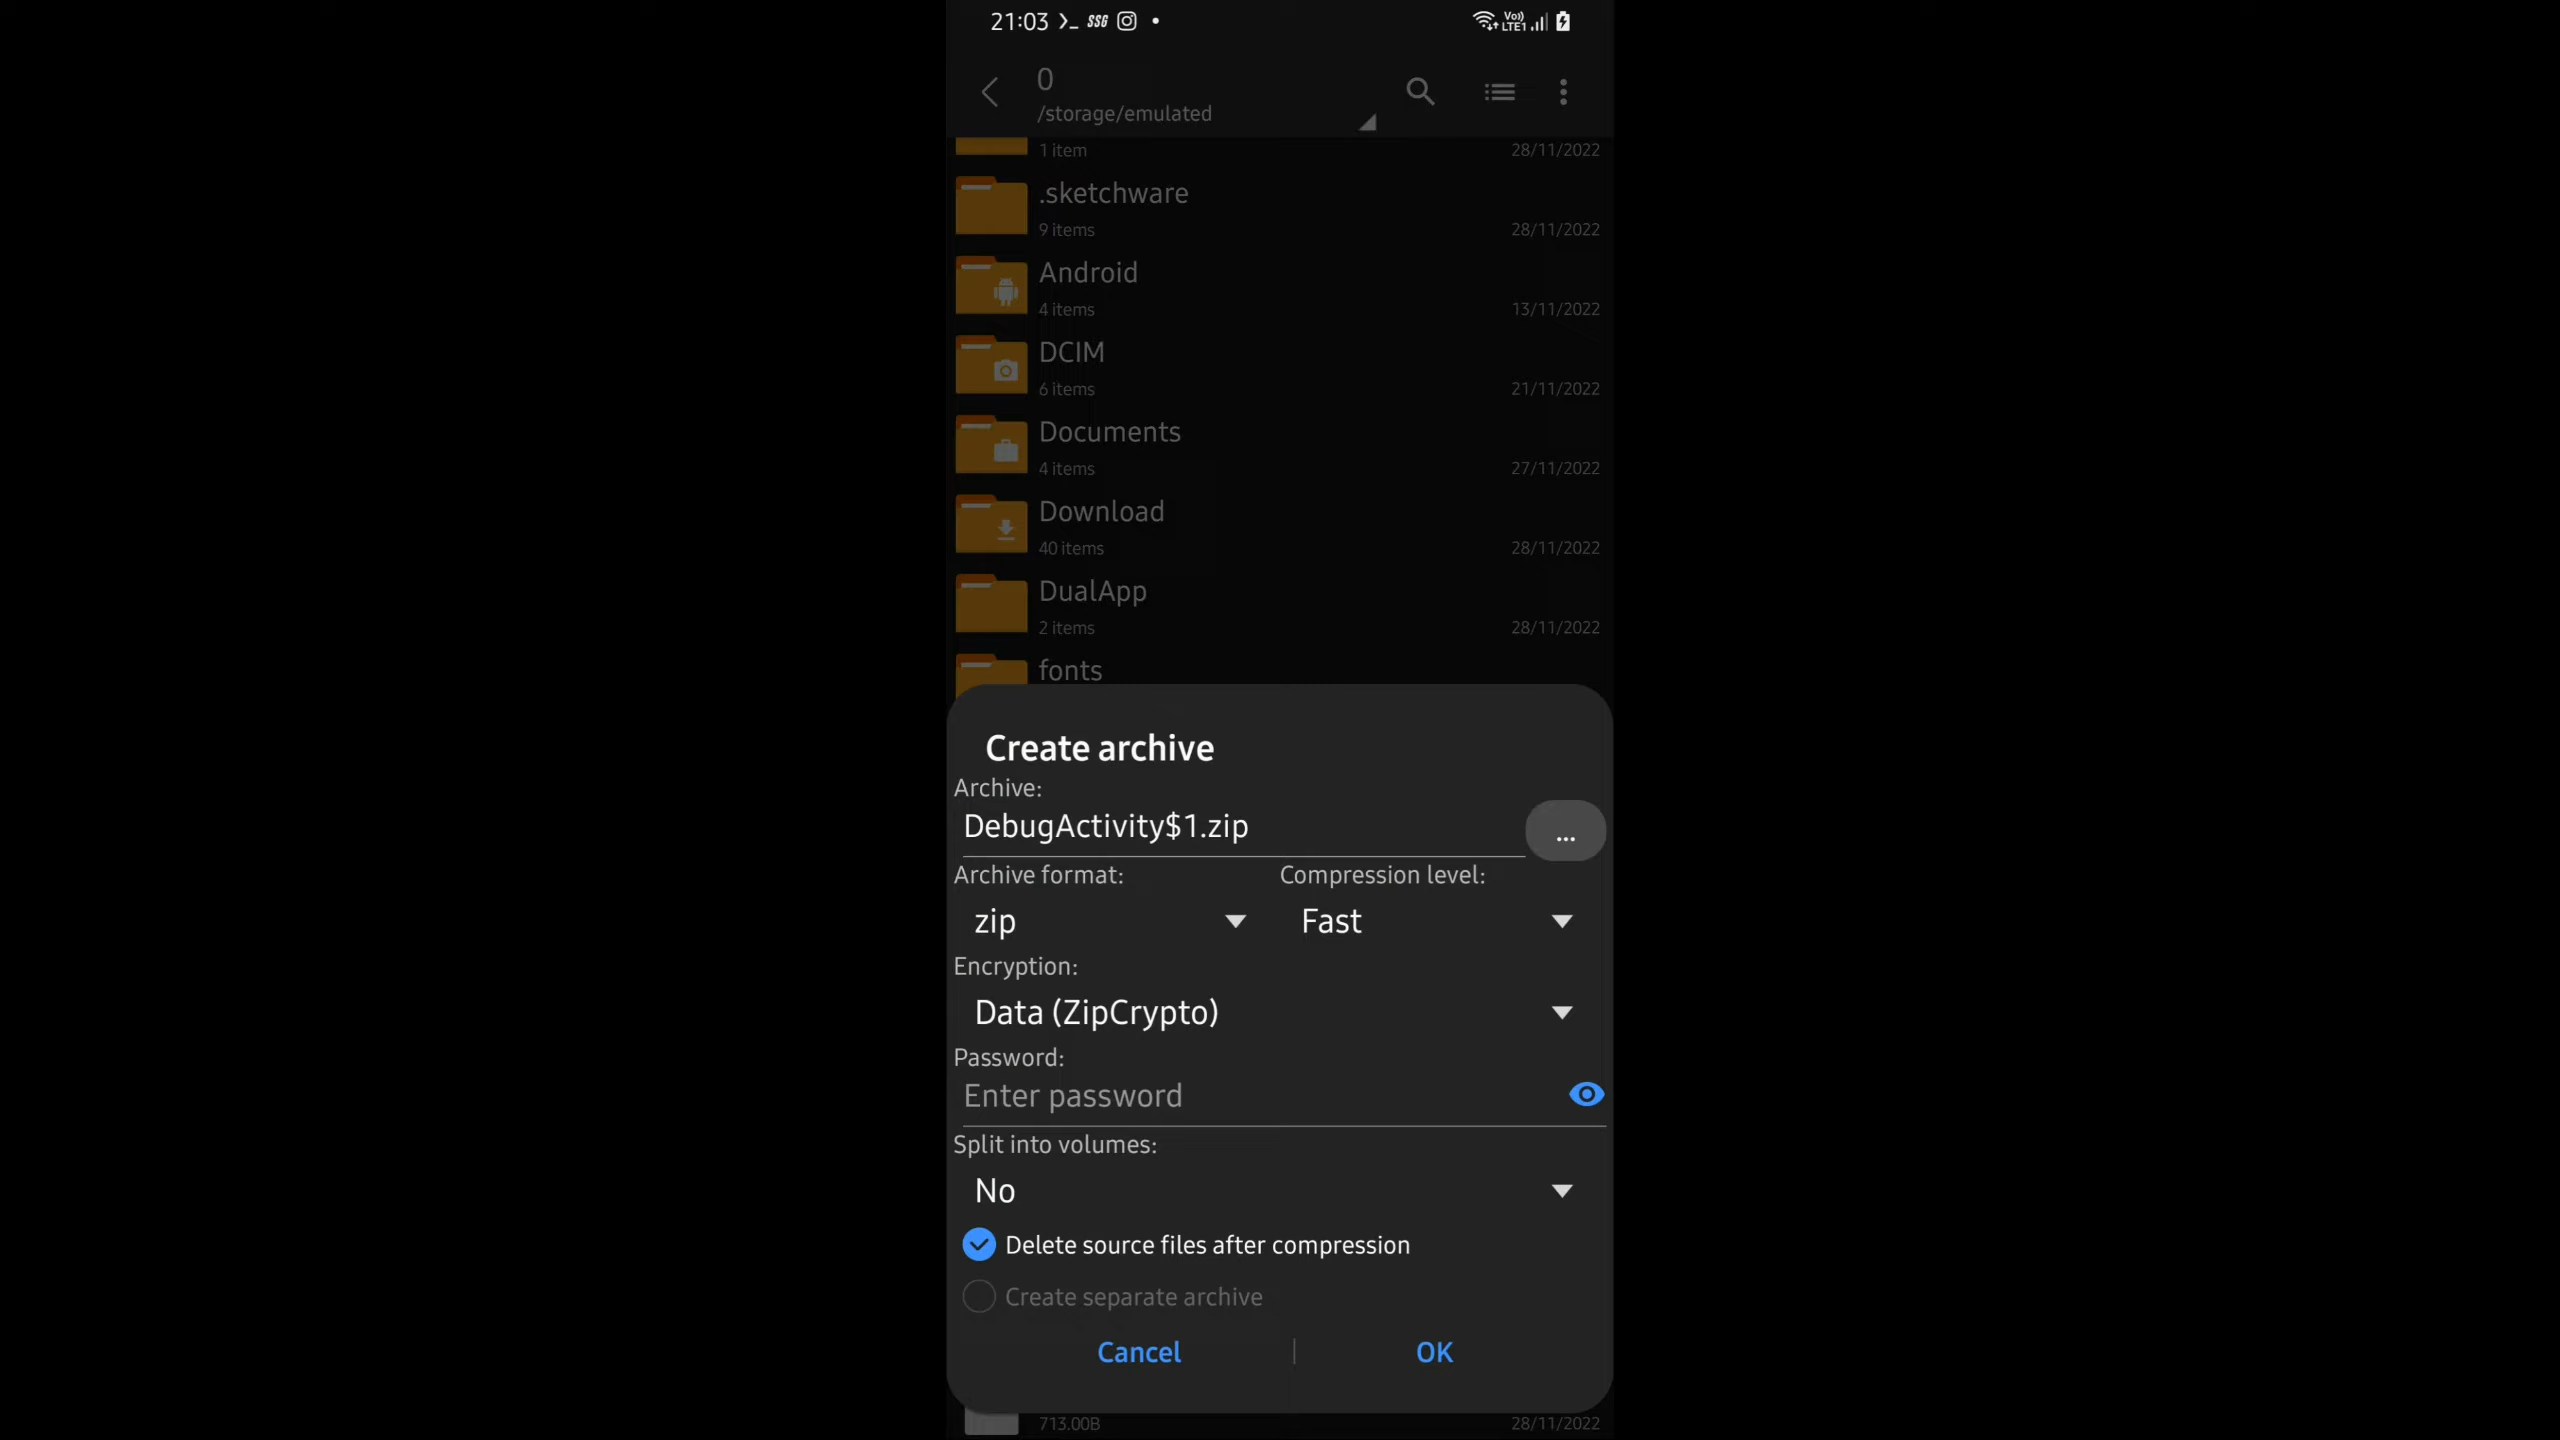 21:03 SSG Vo) LTE1
0
/storage/emulated
1 item 28/11/2022
.sketchware
9 items 28/11/2022
Android
4 items 13/11/2022
DCIM
6 items 21/11/2022
Documents
4 items 27/11/2022
Download
40 items 28/11/2022
DualApp
2 items 28/11/2022
fonts
Create archive
Archive:
DebugActivity$1.zip ...
Archive format: Compression level:
zip Fast
Encryption:
Data (ZipCrypto)
Password:
Enter password
Split into volumes:
No
Delete source files after compression
Create separate archive
Cancel OK
713.00B 28/11/2022